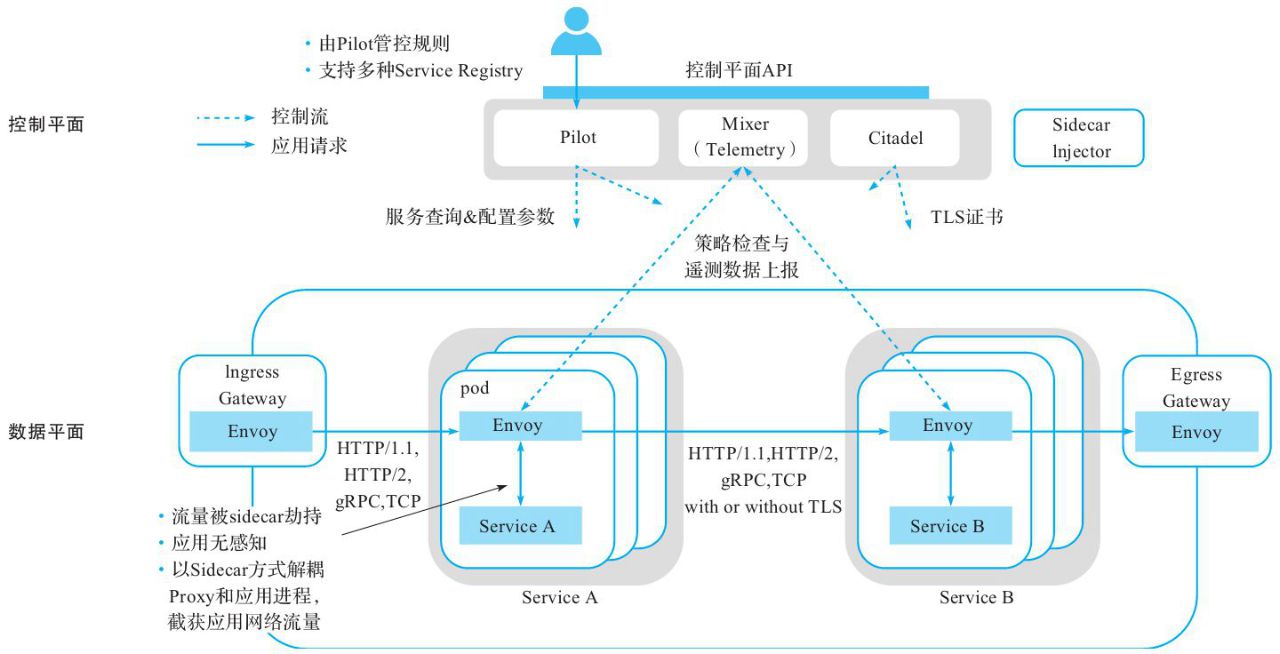 • 由Pilot管控规则
• 支持多种Service Registry
控制平面API
控制平面
控制流
应用请求
Pilot
Mixer
（Telemetry）
Citadel
Sidecar
lnjector
服务查询&配置参数
TLS证书
策略检查与
遥测数据上报
数据平面
lngress
Gateway
Envoy
HTTP/1.1,
HTTP/2,
gRPC,TCP
pod
Envoy
Service A
Service A
HTTP/1.1,HTTP/2,
gRPC,TCP
with or without TLS
Envoy
Service B
Service B
Egress
Gateway
Envoy
• 流量被sidecar劫持
• 应用无感知
• 以Sidecar方式解耦
Proxy和应用进程，
截获应用网络流量